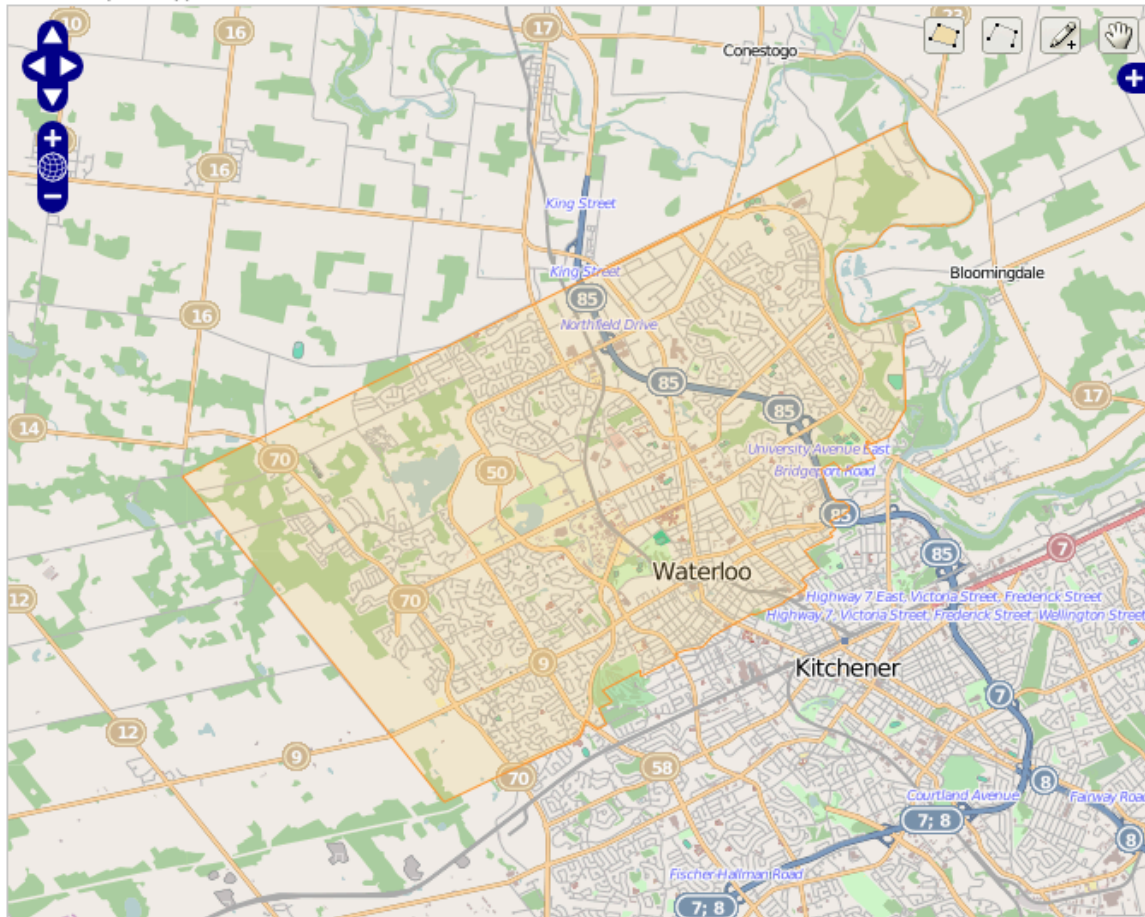 10
16
17
23
Conestogo
16
King Street
Bloomingdale
King Street
85
16
Northfield Drive
85
17
85
14
University Avenue East
70
50
Bridgeport Road
85
7
85
Waterloo
12
70
Highway 7 East, Victoria Street, Frederick Street
Highway 7, Victoria Street, Frederick Street, Wellington Street
9
Kitchener
7
12
9
58
70
8
Courtland Avenue
Fairway Road
7; 8
8
Fischer-Hallman Road
7; 8